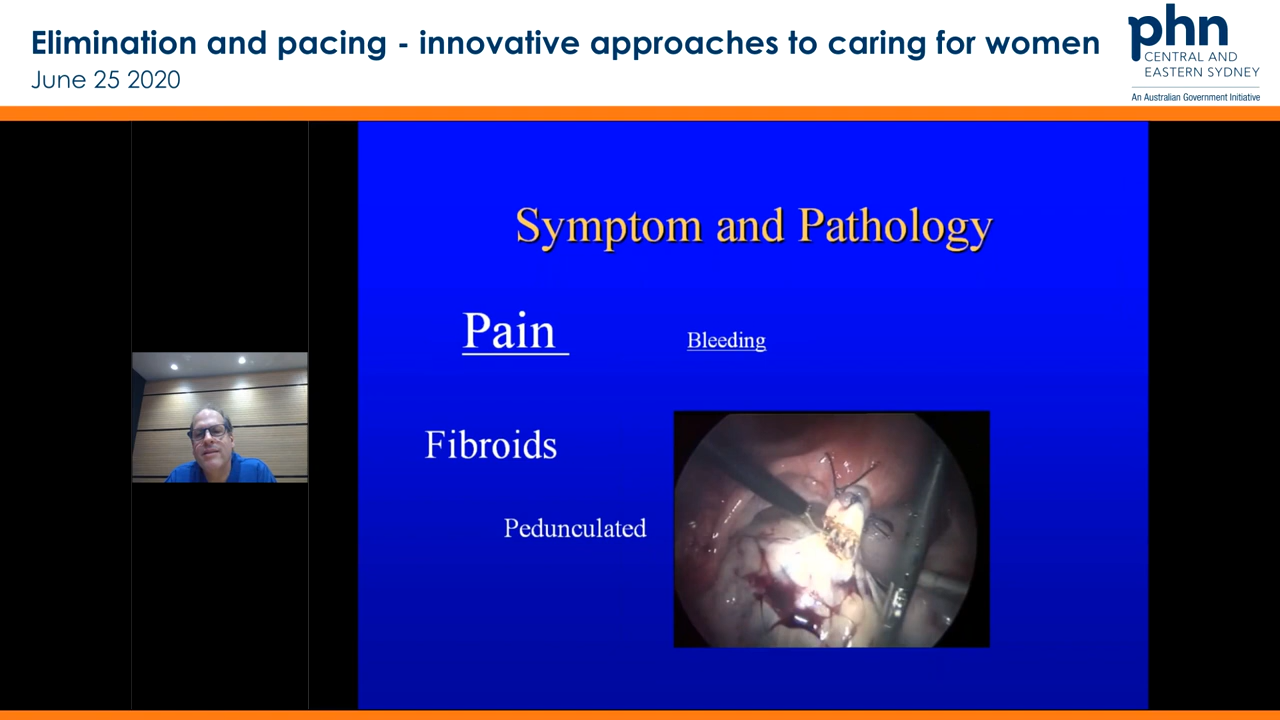 Elimination and pacing - innovative approaches to caring for women
June 25 2020
phn
CENTRAL AND
EASTERN SYDNEY
An Australian Government Initiative
Symptom and Pathology
Pain
Bleeding
Fibroids
Pedunculated